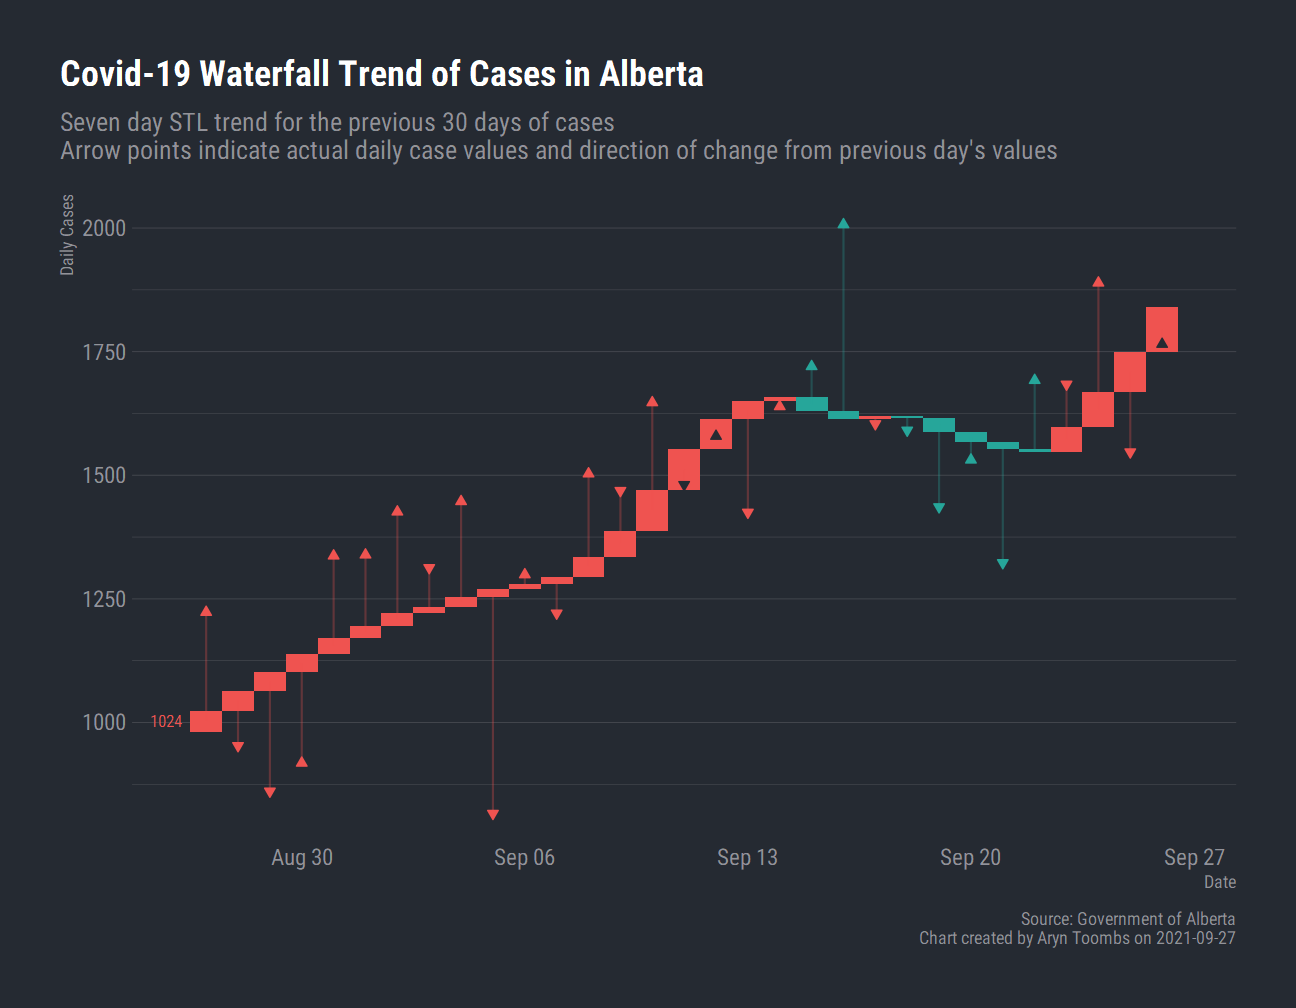 Covid-19 Waterfall Trend of Cases in Alberta
Seven day STL trend for the previous 30 days of cases
Arrow points indicate actual daily case values and direction of change from previous day's values
Daily Cases
2000
1750
1500
1250
1000
1024
Aug 30
Sep 06
Sep 13
Sep 20
Sep 27
Date
Source: Government of Alberta
Chart created by Aryn Toombs on 2021-09-27